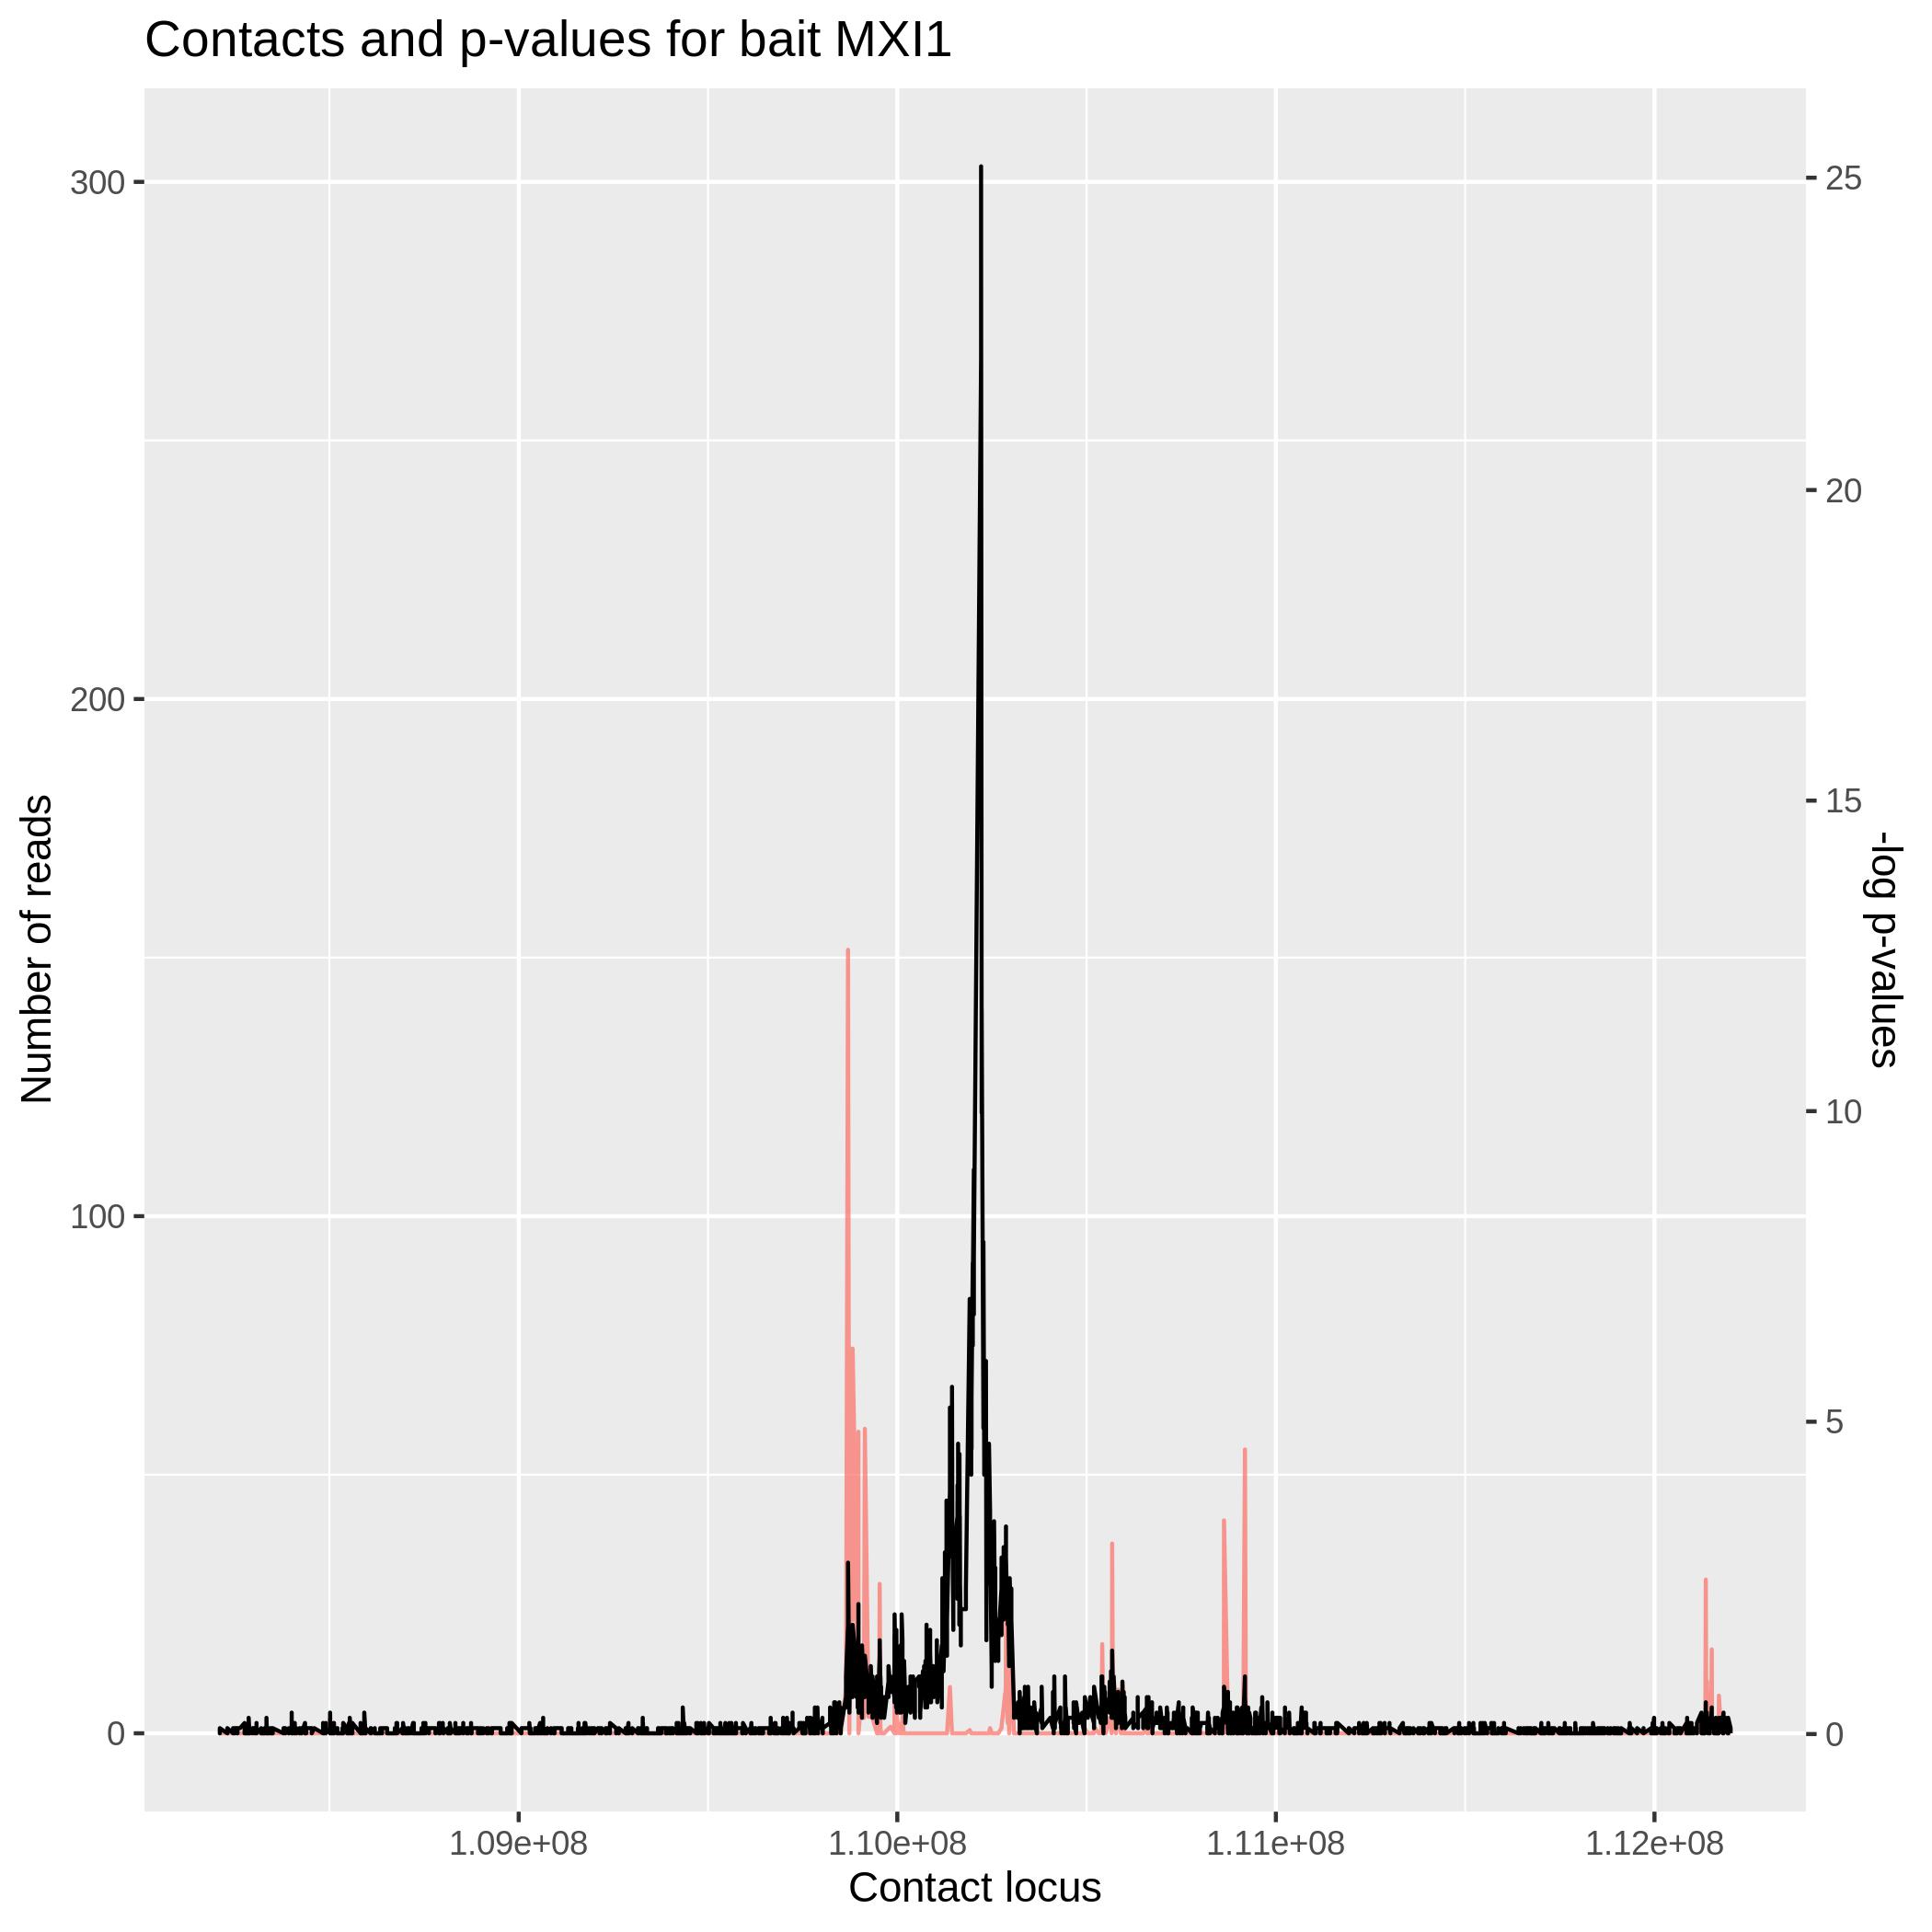 Contacts and p-values for bait MXI1
300
200
100
0
Number of reads
25
20
15
10
5
0
-log p-values
1.09e+08
1.10e+08
1.11e+08
1.12e+08
Contact locus